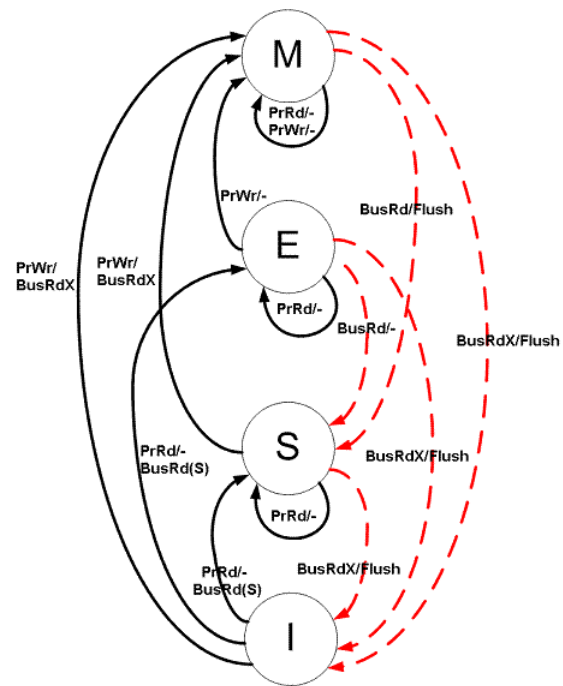 M
PrRd/-
PrWr/-
PrWr/-
BusRd/Flush
E
PrWr/
BusRdX
PrWr/
BusRdX
PrRd/-
BusRd/-
BusRdX/Flush
S
PrRd/-
BusRd(S)
BusRdX/Flush
PrRd/-
BusRdX/Flush
PrRd/-
BusRd(S)
I